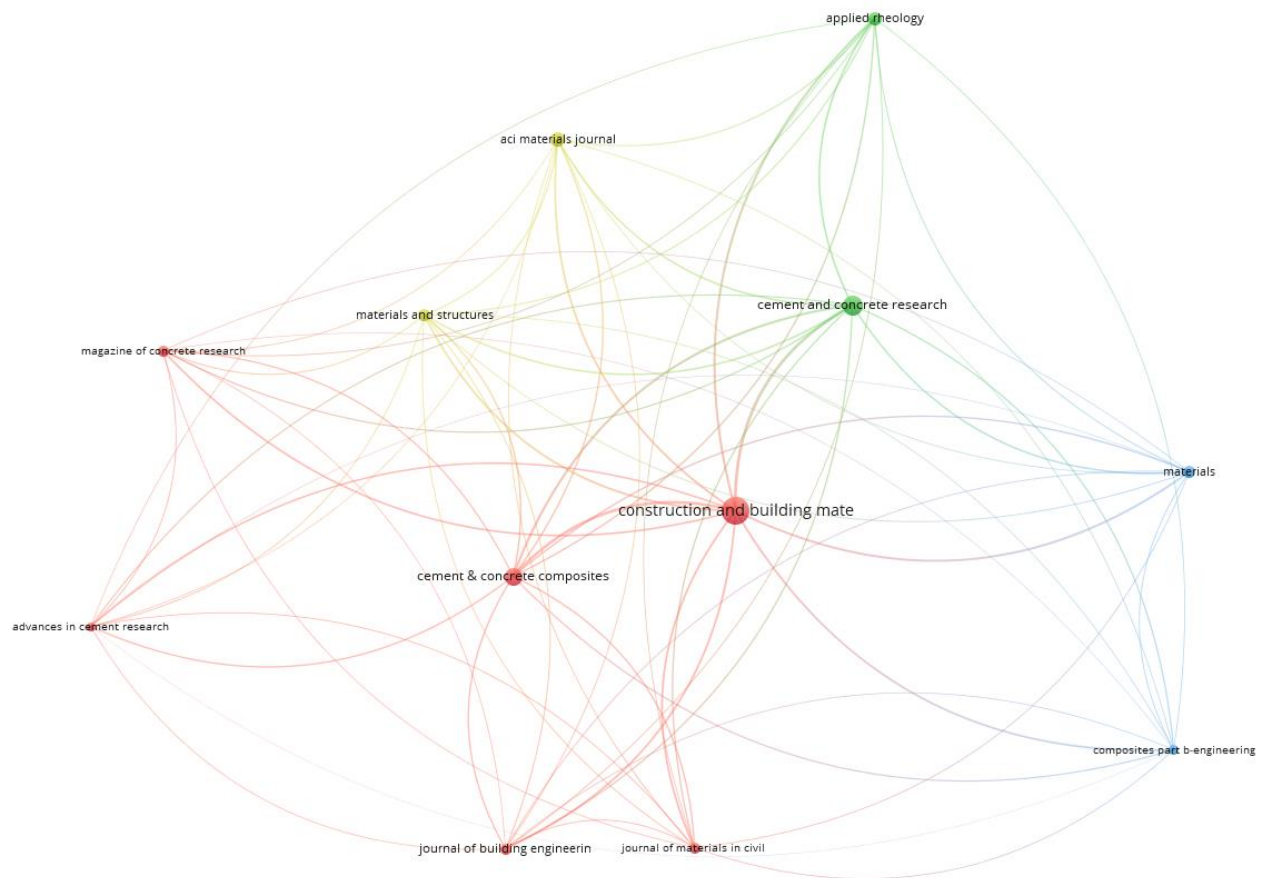 applied rheology
aci materials journal
cement and concrete research
materials and structures
magazine of concrete research
materials
construction and building mate
cement & concrete composites
advances in cement research
composites part b-engineering
journal of building engineerin
journal of materials in civil